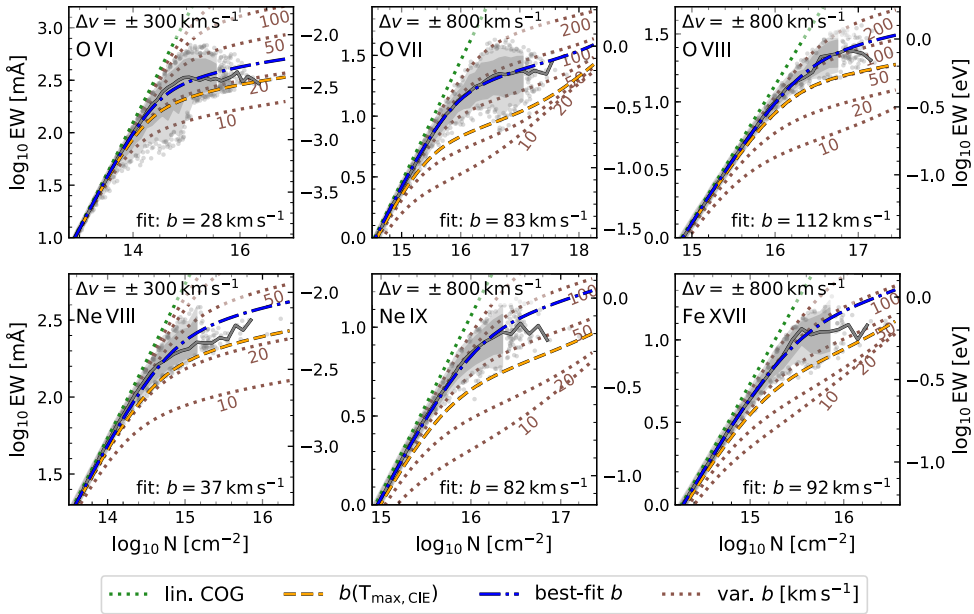 Δv = ± 300 km s⁻¹
O VI
100
50
20
10
fit: b = 28 km s⁻¹
3.0
2.5
2.0
1.5
1.0
14
15
16
−2.0
−2.5
−3.0
−3.5
log₁₀ EW [mÅ]
Δv = ± 800 km s⁻¹
O VII
200
100
50
40
20
10
fit: b = 83 km s⁻¹
1.5
1.0
0.5
0.0
15
16
17
18
0.0
−0.5
−1.0
−1.5
Δv = ± 800 km s⁻¹
O VIII
200
100
50
20
10
fit: b = 112 km s⁻¹
1.5
1.0
0.5
0.0
15
16
17
0.0
−0.5
−1.0
log₁₀ EW [eV]
Δv = ± 300 km s⁻¹
Ne VIII
50
20
10
fit: b = 37 km s⁻¹
2.5
2.0
1.5
14
15
16
−2.0
−2.5
−3.0
log₁₀ EW [mÅ]
log₁₀ N [cm⁻²]
Δv = ± 800 km s⁻¹
Ne IX
100
50
20
10
fit: b = 82 km s⁻¹
1.0
0.5
0.0
15
16
17
0.0
−0.5
−1.0
log₁₀ N [cm⁻²]
Δv = ± 800 km s⁻¹
Fe XVII
100
50
20
10
fit: b = 92 km s⁻¹
1.0
0.5
0.0
15
16
0.0
−0.5
−1.0
log₁₀ EW [eV]
log₁₀ N [cm⁻²]
lin. COG
b(T_max, CIE)
best-fit b
var. b [km s⁻¹]